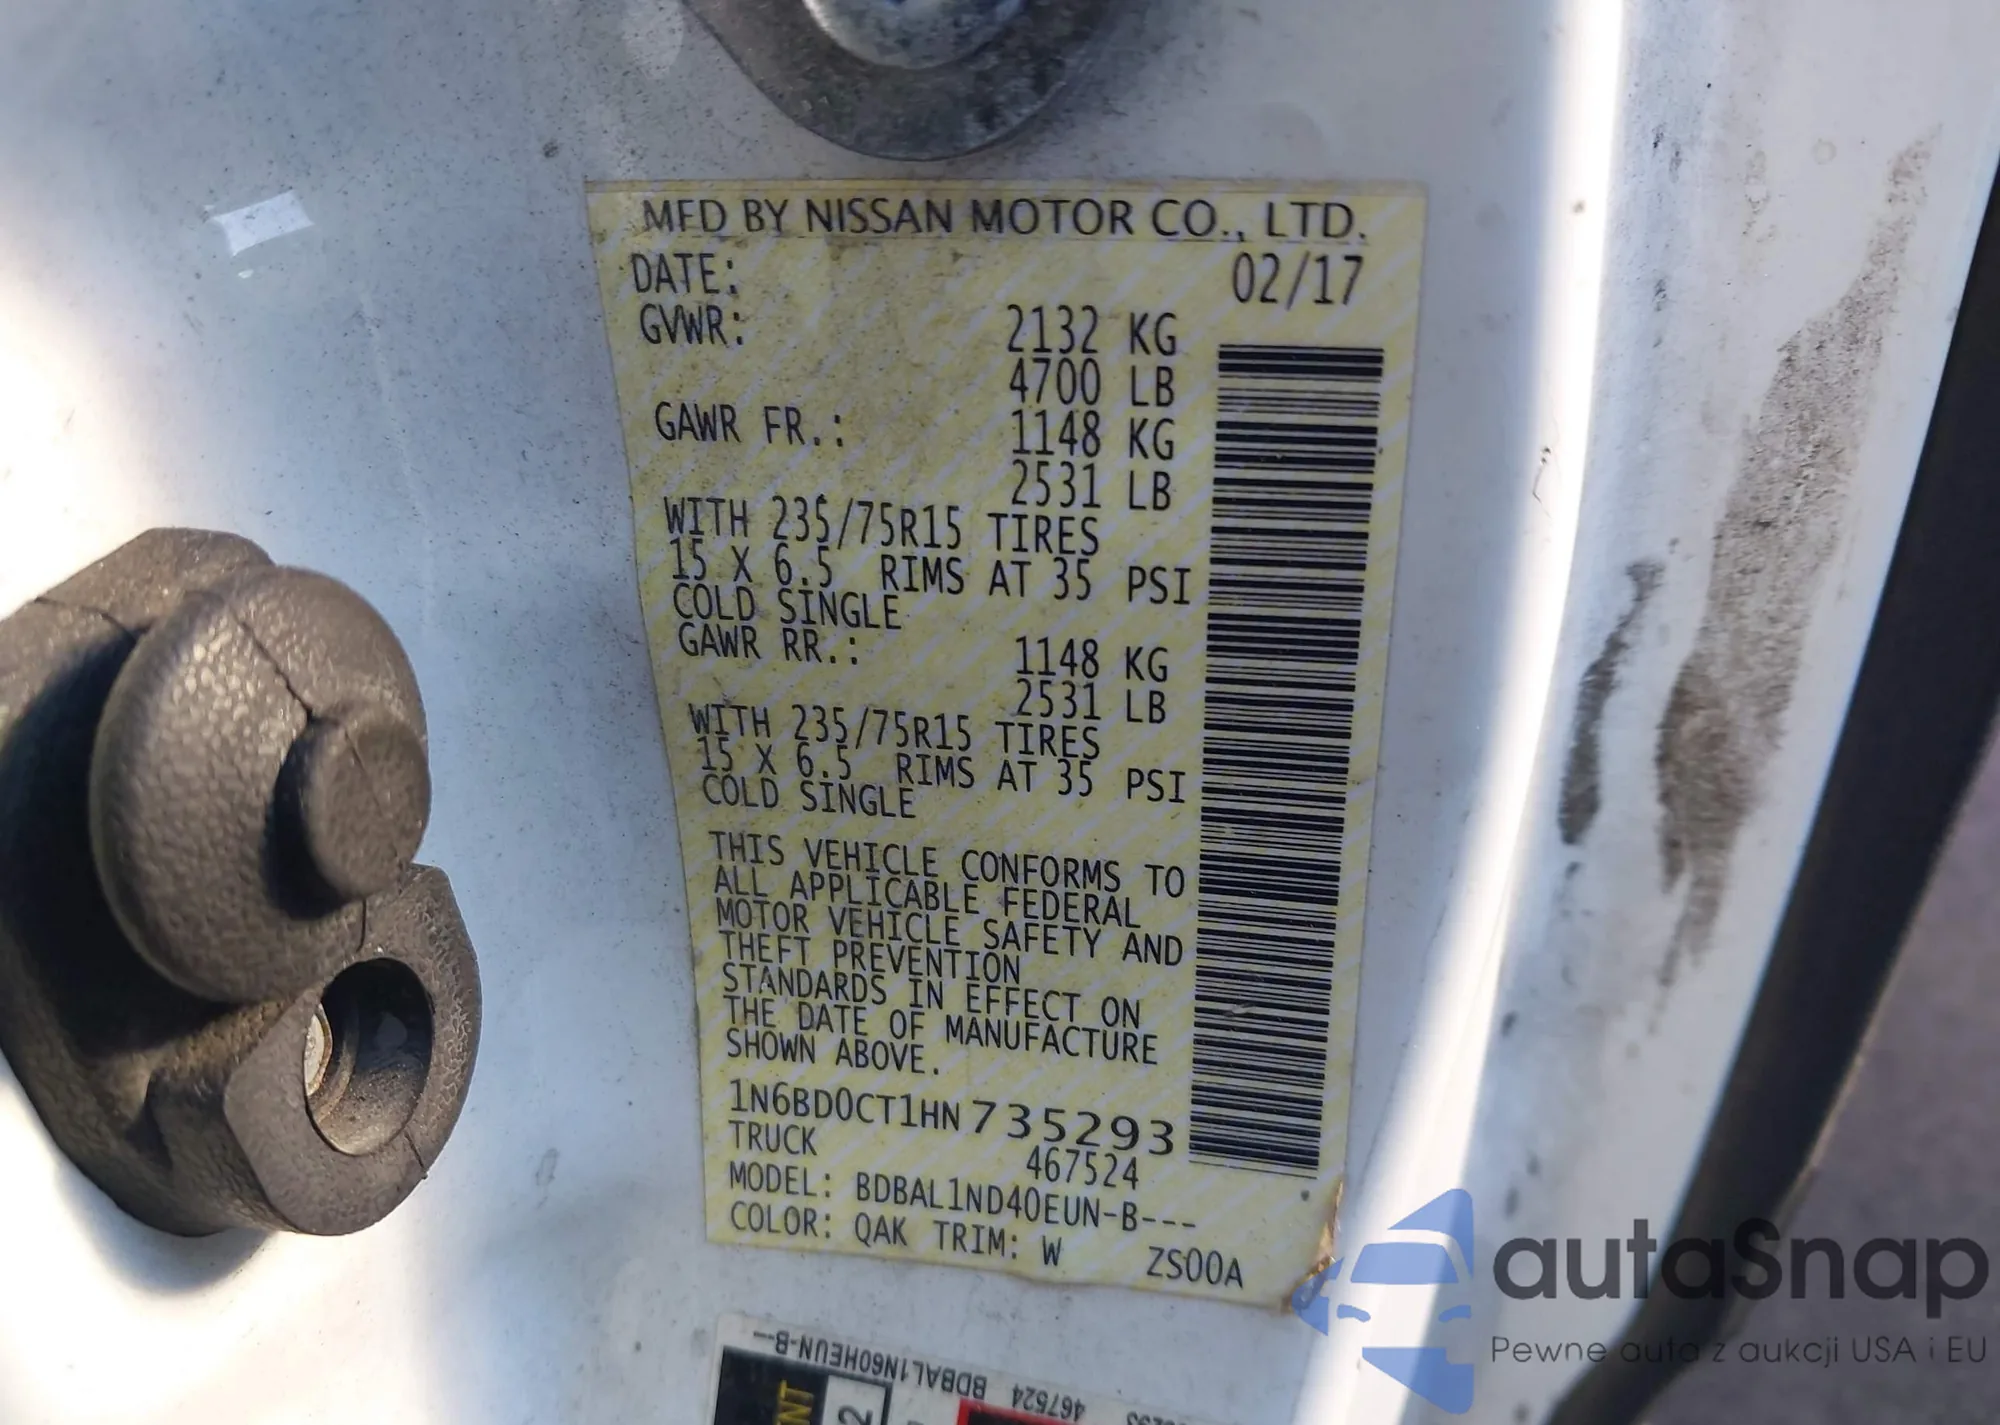 MFD BY NISSAN MOTOR CO., LTD.
DATE: 02/17
GVWR: 2132 KG
4700 LB
GAWR FR.: 1148 KG
2531 LB
WITH 235/75R15 TIRES
15 X 6.5 RIMS AT 35 PSI
COLD SINGLE
GAWR RR.: 1148 KG
2531 LB
WITH 235/75R15 TIRES
15 X 6.5 RIMS AT 35 PSI
COLD SINGLE
THIS VEHICLE CONFORMS TO
ALL APPLICABLE FEDERAL
MOTOR VEHICLE SAFETY AND
THEFT PREVENTION
STANDARDS IN EFFECT ON
THE DATE OF MANUFACTURE
SHOWN ABOVE.
1N6BD0CT1HN735293
TRUCK 467524
MODEL: BDBAL1ND40EUN-B---
COLOR: QAK TRIM: W ZS00A
467524 BDBAL1N60HEUN-B---
2
autaSnap
Pewne auta z aukcji USA i EU